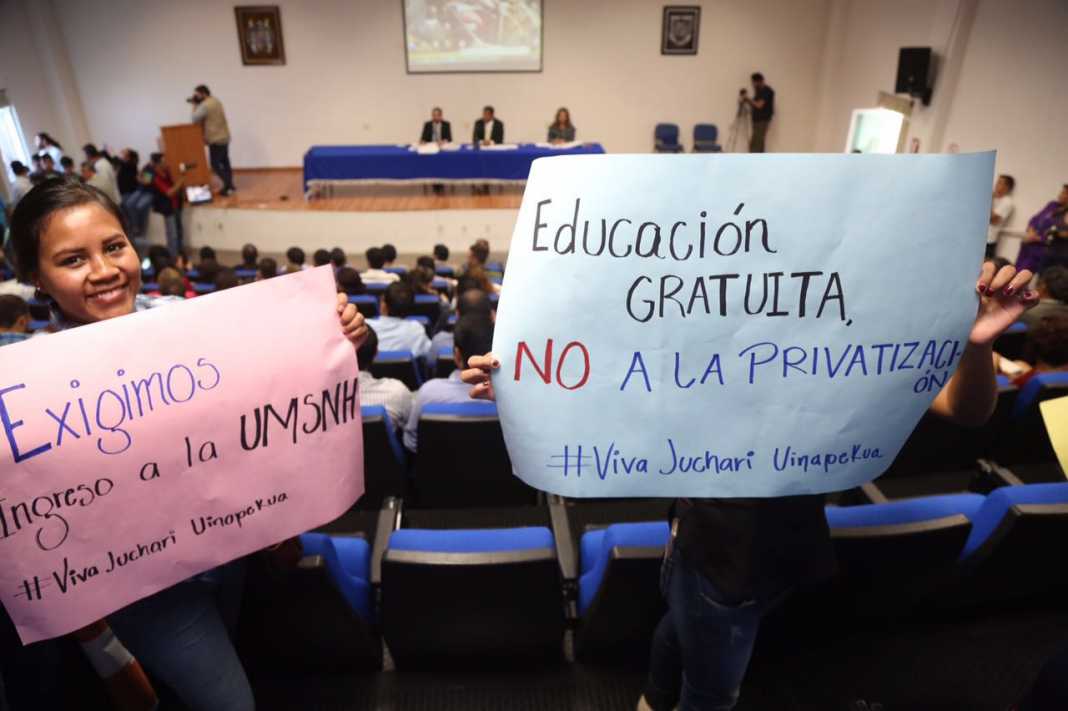 Exigimos
Ingreso a la UMSNH
#Viva Juchari Uinapekua
Educación
GRATUITA,
NO A LA PRIVATIZACI
ÓN
#Viva Juchari Uinapekua